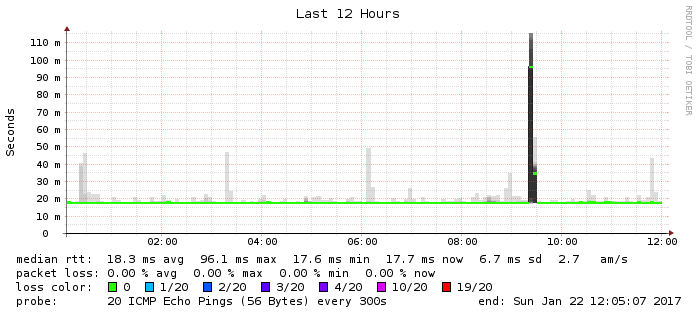 Last 12 Hours
RRDTOOL / TOBI OETIKER
Seconds
110 m
100 m
90 m
80 m
70 m
60 m
50 m
40 m
30 m
20 m
10 m
0
02:00 04:00 06:00 08:00 10:00 12:00
median rtt: 18.3 ms avg 96.1 ms max 17.6 ms min 17.7 ms now 6.7 ms sd 2.7 am/s
packet loss: 0.00 % avg 0.00 % max 0.00 % min 0.00 % now
loss color: 0 1/20 2/20 3/20 4/20 10/20 19/20
probe: 20 ICMP Echo Pings (56 Bytes) every 300s end: Sun Jan 22 12:05:07 2017